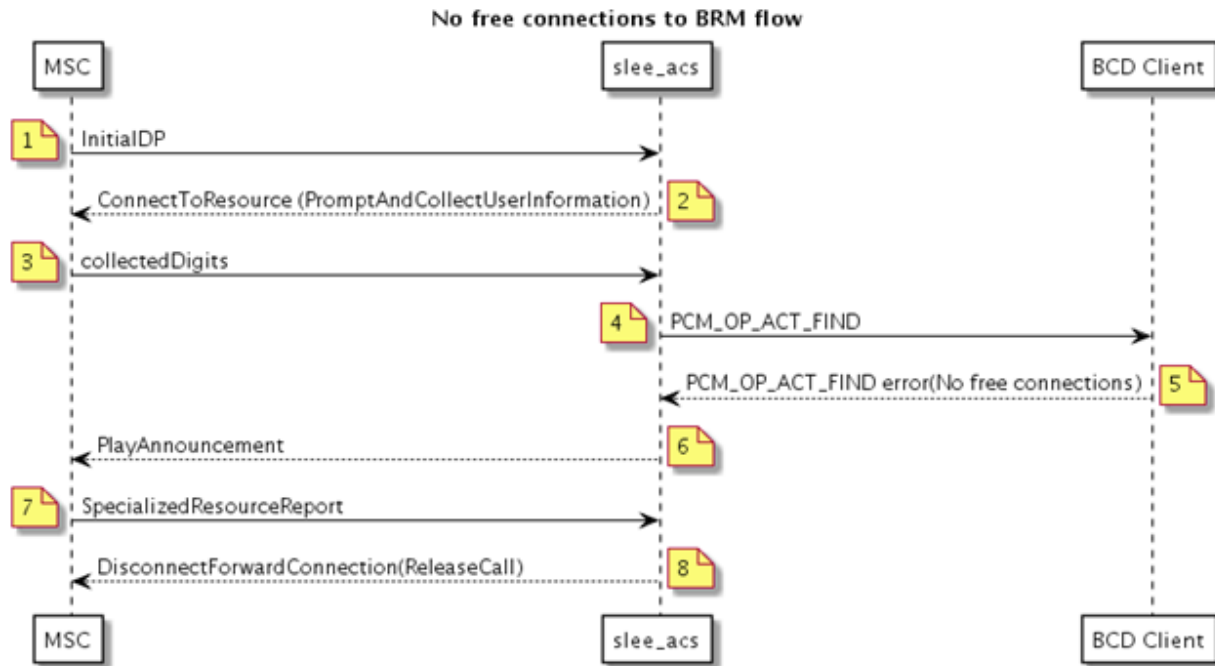 No free connections to BRM flow
MSC slee_acs BCD Client
1 InitialDP
ConnectToResource (PromptAndCollectUserInformation) 2
3 collectedDigits
4 PCM_OP_ACT_FIND
PCM_OP_ACT_FIND error(No free connections) 5
PlayAnnouncement 6
7 SpecializedResourceReport
DisconnectForwardConnection(ReleaseCall) 8
MSC slee_acs BCD Client